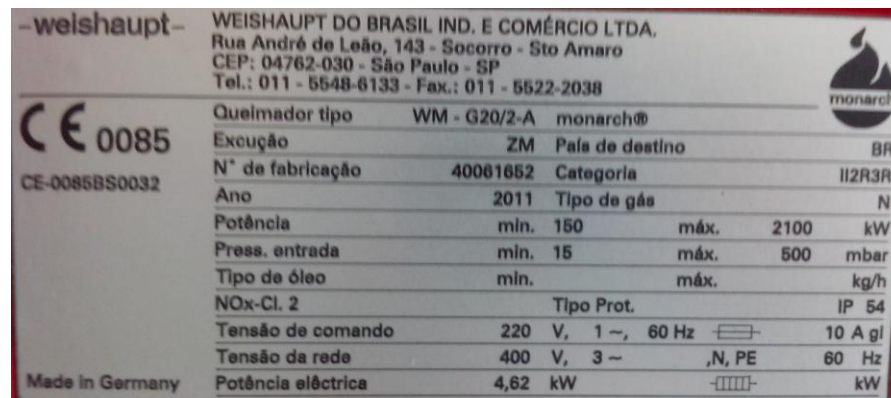 -weishaupt-
WEISHAUPT DO BRASIL IND. E COMÉRCIO LTDA.
Rua André de Leão, 143 - Socorro - Sto Amaro
CEP: 04762-030 - São Paulo - SP
Tel.: 011 - 5548-6133 - Fax.: 011 - 5522-2038
monarch
CE 0085
CE-0085BS0032
Queimador tipo WM - G20/2-A monarch®
Excução ZM País de destino BR
N° de fabricação 40061652 Categoria II2R3R
Ano 2011 Tipo de gás N
Potência min. 150 máx. 2100 kW
Press. entrada min. 15 máx. 500 mbar
Tipo de óleo min. máx. kg/h
NOx-Cl. 2 Tipo Prot. IP 54
Tensão de comando 220 V, 1 ~, 60 Hz 10 A gl
Tensão da rede 400 V, 3 ~ ,N, PE 60 Hz
Potência eléctrica 4,62 kW kW
Made in Germany